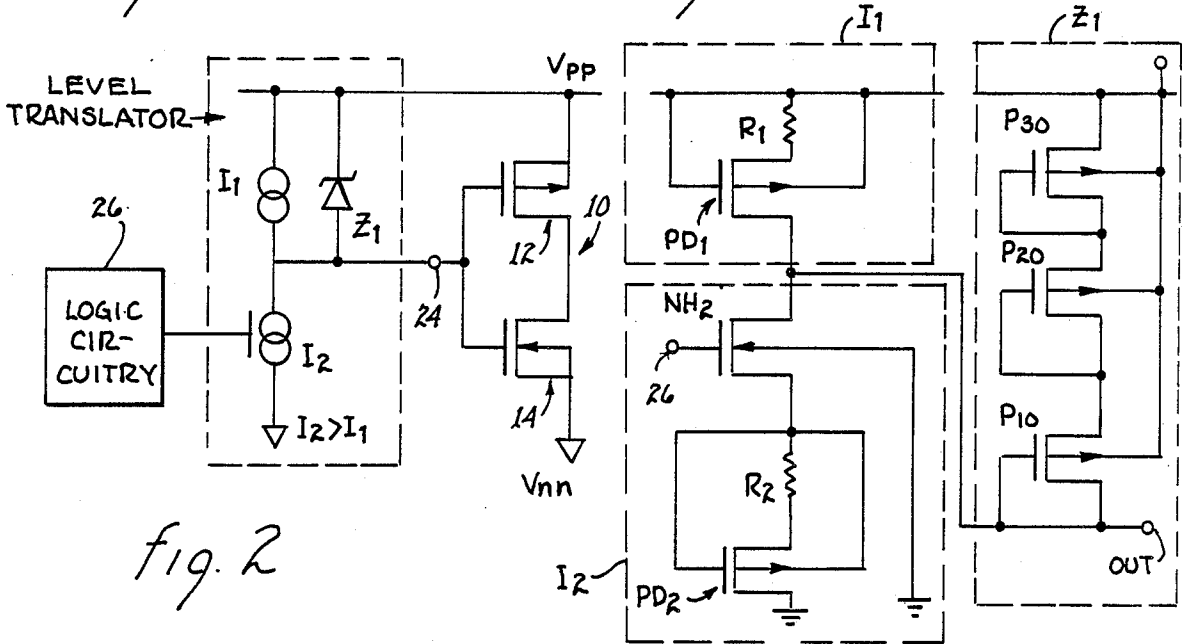 LEVEL
TRANSLATOR
I1
Z1
26
LOGIC
CIR-
CUITRY
I2
I2>I1
24
VPP
12
10
14
Vnn
fig. 2
I1
R1
PD1
NH2
26
R2
I2
PD2
Z1
P30
P20
P10
OUT